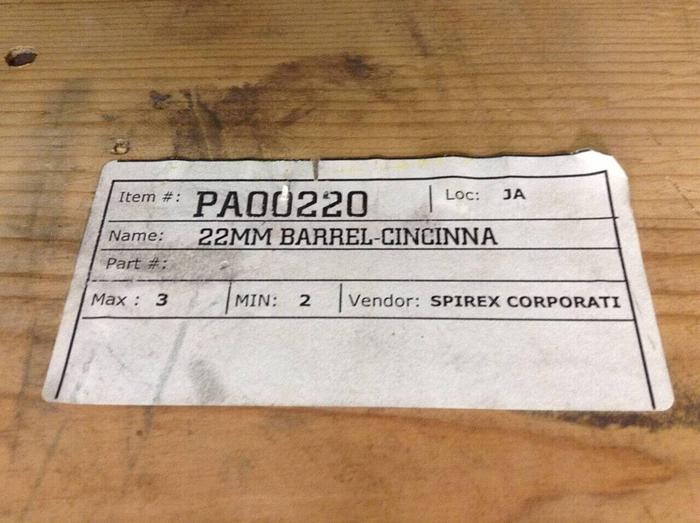 Item #: PA00220 Loc: JA
Name: 22MM BARREL-CINCINNA
Part #:
Max : 3 MIN: 2 Vendor: SPIREX CORPORATI